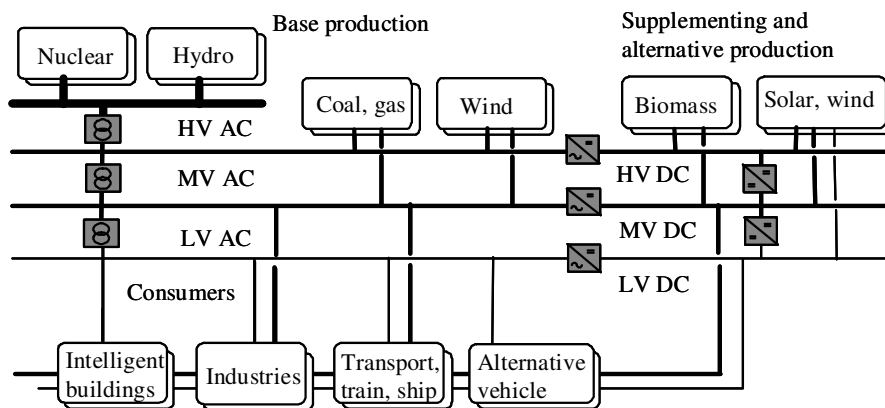 Base production
Supplementing and
alternative production
Nuclear
Hydro
Coal, gas
Wind
Biomass
Solar, wind
HV AC
HV DC
MV AC
MV DC
LV AC
LV DC
Consumers
Intelligent
buildings
Industries
Transport,
train, ship
Alternative
vehicle